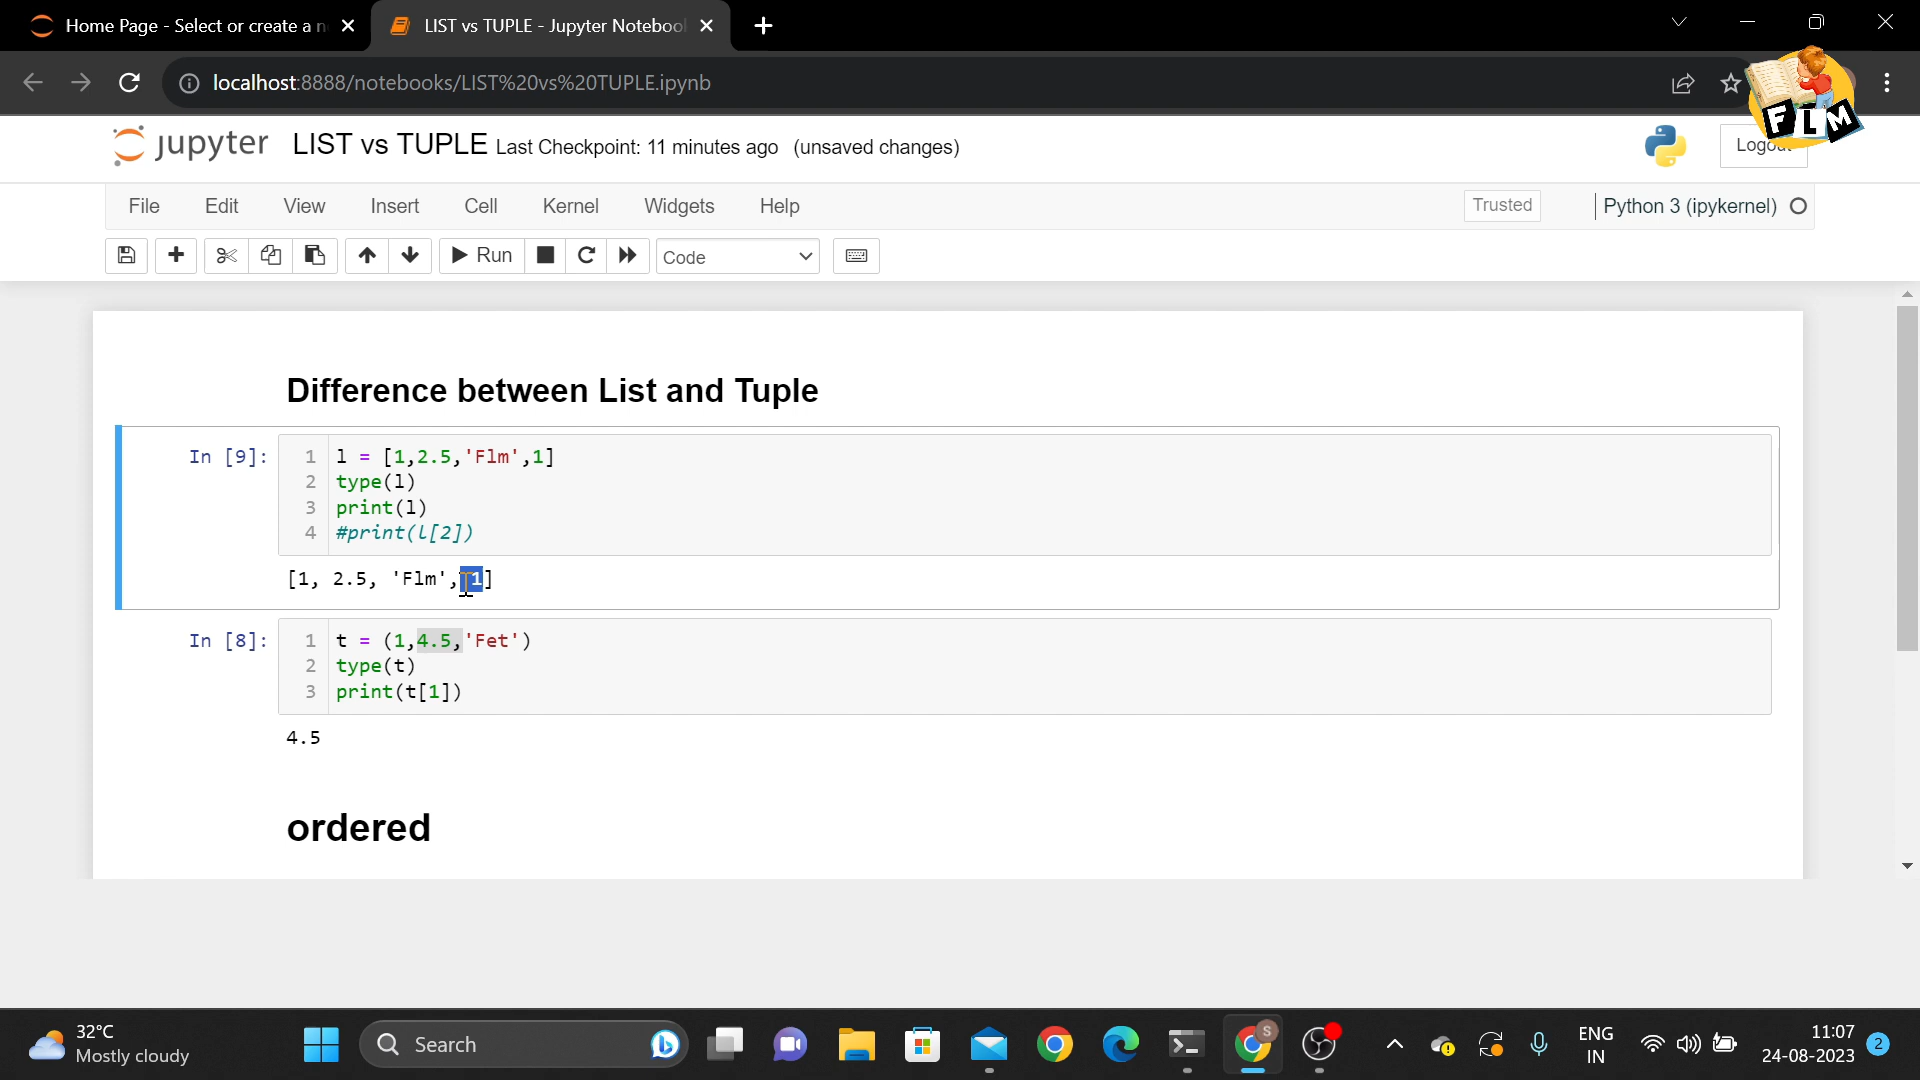 Home Page - Select or create a n
LIST vs TUPLE - Jupyter Noteboo
localhost:8888/notebooks/LIST%20vs%20TUPLE.ipynb
FLM
jupyter LIST vs TUPLE Last Checkpoint: 11 minutes ago (unsaved changes)
Logout
File Edit View Insert Cell Kernel Widgets Help Trusted Python 3 (ipykernel)
Run Code
Difference between List and Tuple
In [9]: 1 l = [1,2.5,'Flm',1]
2 type(l)
3 print(l)
4 #print(l[2])
[1, 2.5, 'Flm', 1]
In [8]: 1 t = (1,4.5,'Fet')
2 type(t)
3 print(t[1])
4.5
ordered
32°C
Mostly cloudy
Search
S
ENG
IN
11:07
24-08-2023
2